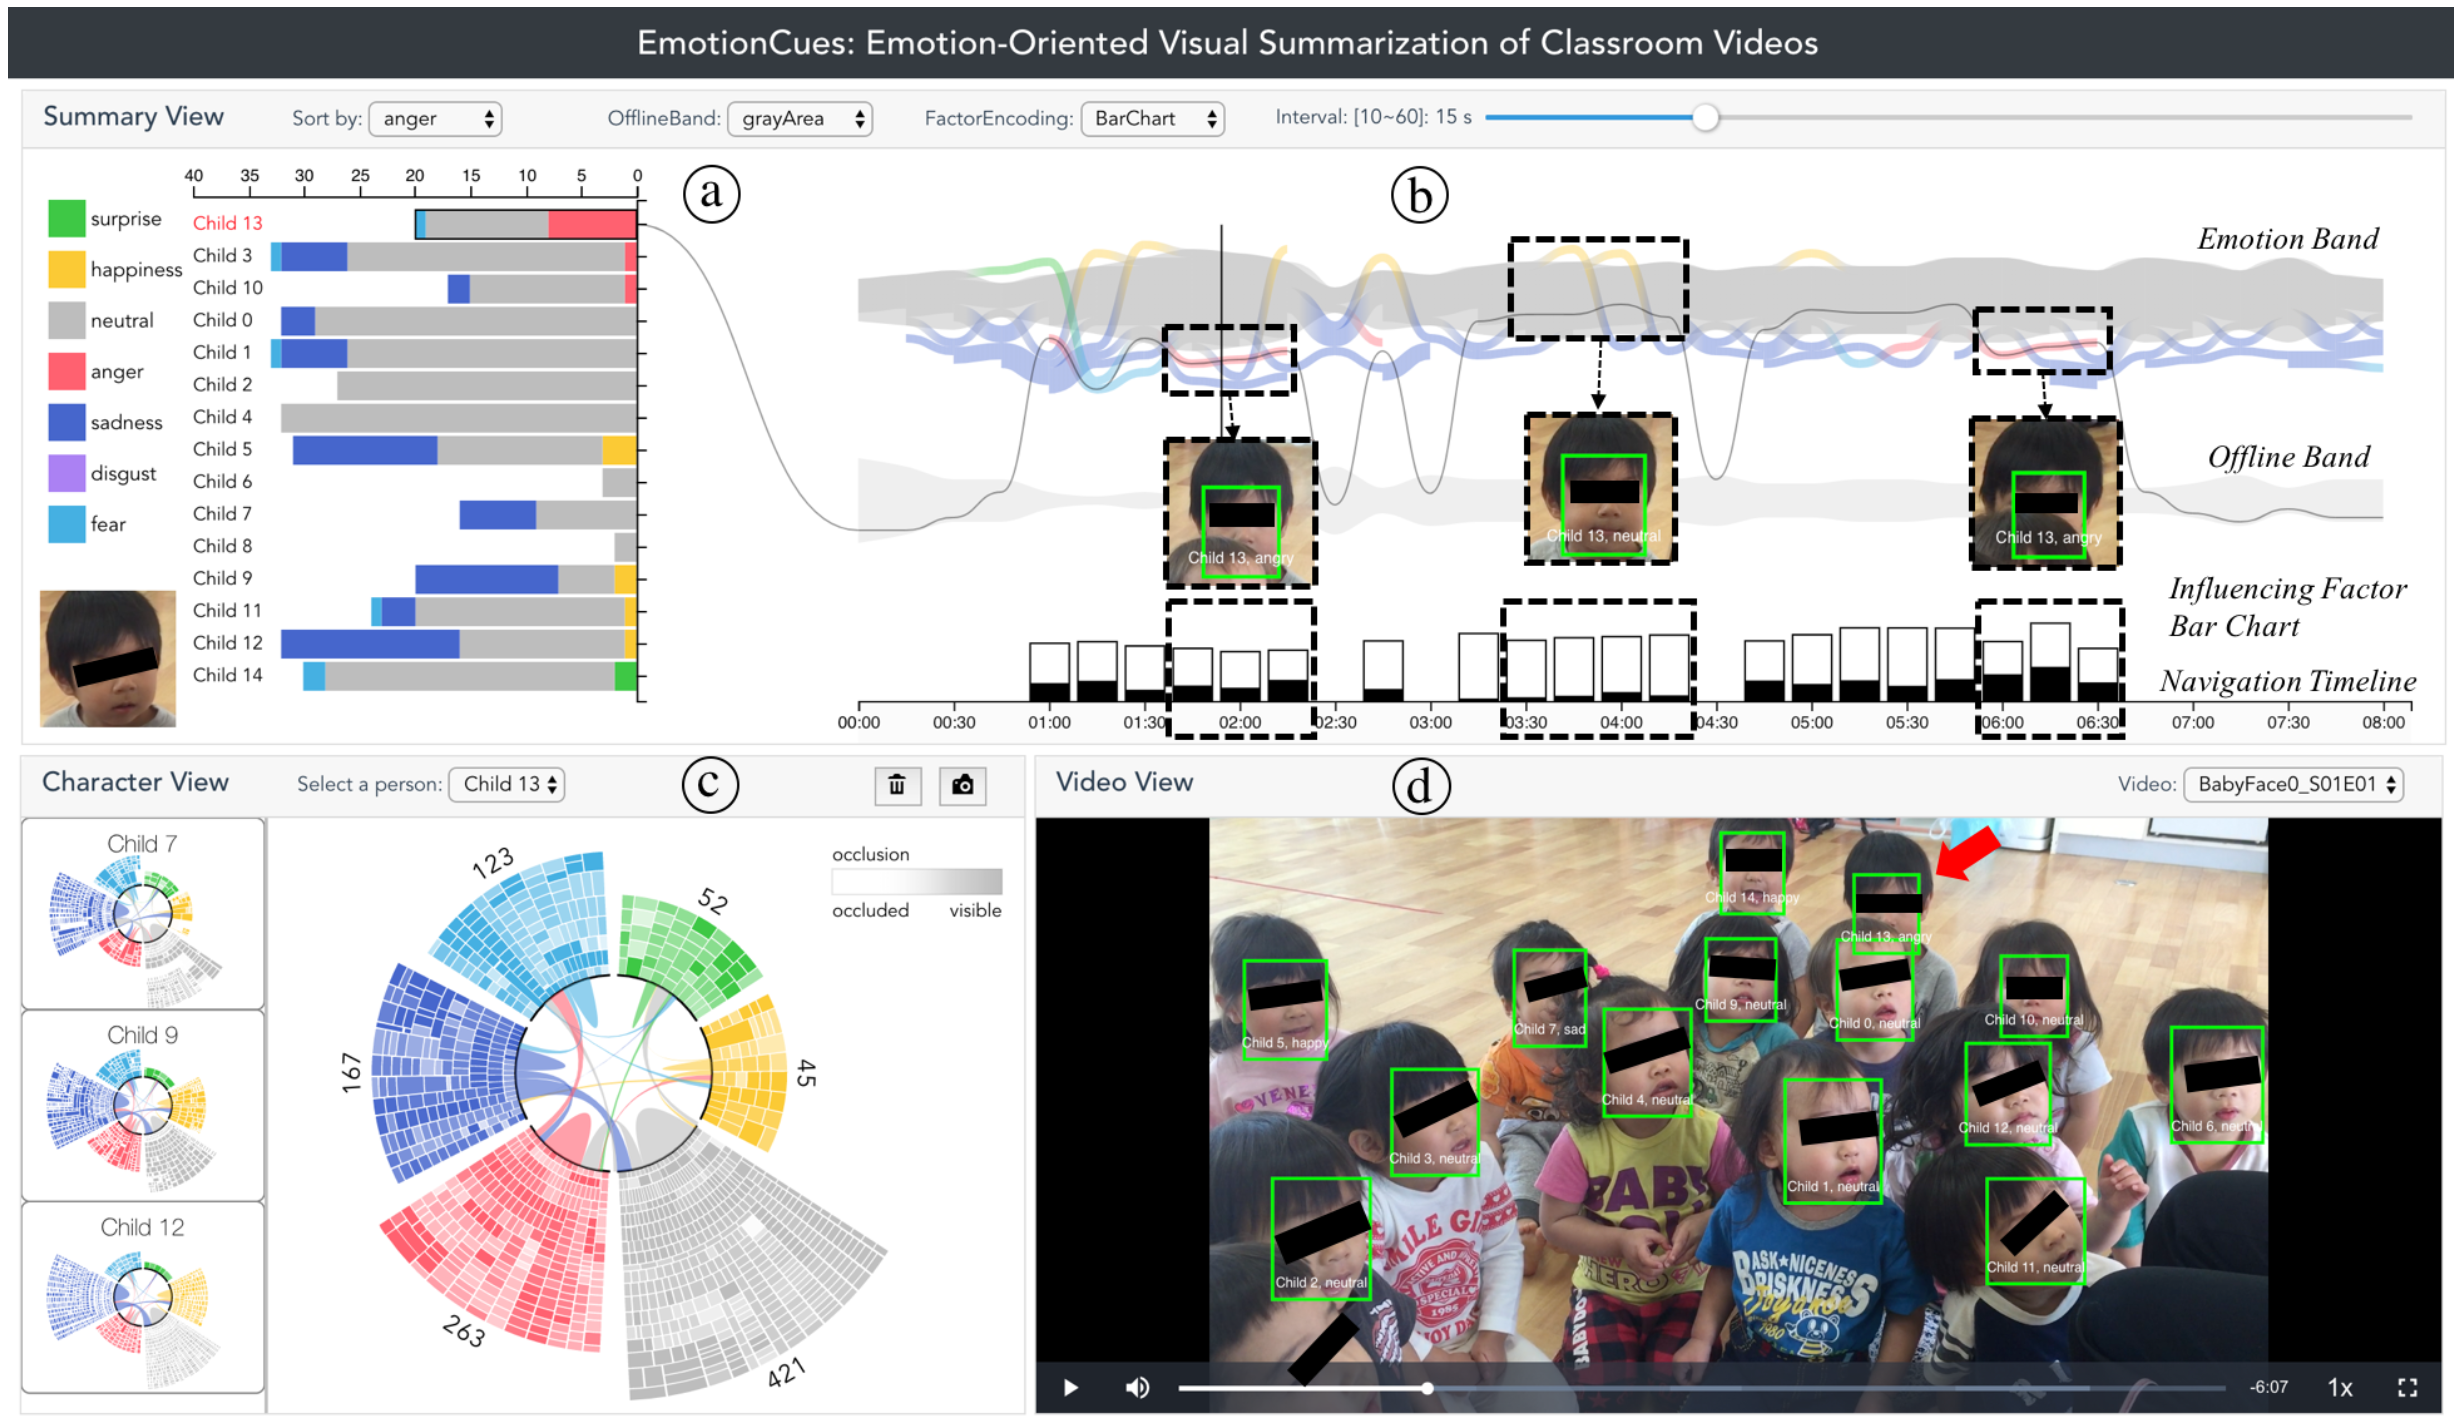 EmotionCues: Emotion-Oriented Visual Summarization of Classroom Videos
Summary View
Sort by: anger
OfflineBand: grayArea
FactorEncoding: BarChart
Interval: [10~60]: 15 s
40 35 30 25 20 15 10 5 0
surprise
happiness
neutral
anger
sadness
disgust
fear
Child 13
Child 3
Child 10
Child 0
Child 1
Child 2
Child 4
Child 5
Child 6
Child 7
Child 8
Child 9
Child 11
Child 12
Child 14
a
b
Emotion Band
Offline Band
Child 13, angry
Child 13, neutral
Child 13, angry
Influencing Factor
Bar Chart
Navigation Timeline
00:00 00:30 01:00 01:30 02:00 02:30 03:00 03:30 04:00 04:30 05:00 05:30 06:00 06:30 07:00 07:30 08:00
Character View
Select a person: Child 13
c
Child 7
Child 9
Child 12
occlusion
occluded visible
123
52
45
167
263
421
Video View
d
Video: BabyFace0_S01E01
Child 14, happy
Child 13, angry
Child 9, neutral
Child 0, neutral
Child 10, neutral
Child 5, happy
Child 7, sad
Child 4, neutral
Child 12, neutral
Child 6, neutral
Child 3, neutral
Child 1, neutral
Child 11, neutral
Child 2, neutral
BABY
HERO
BASK★NICENESS
1980
SPECIAL
1985
-6:07 1x